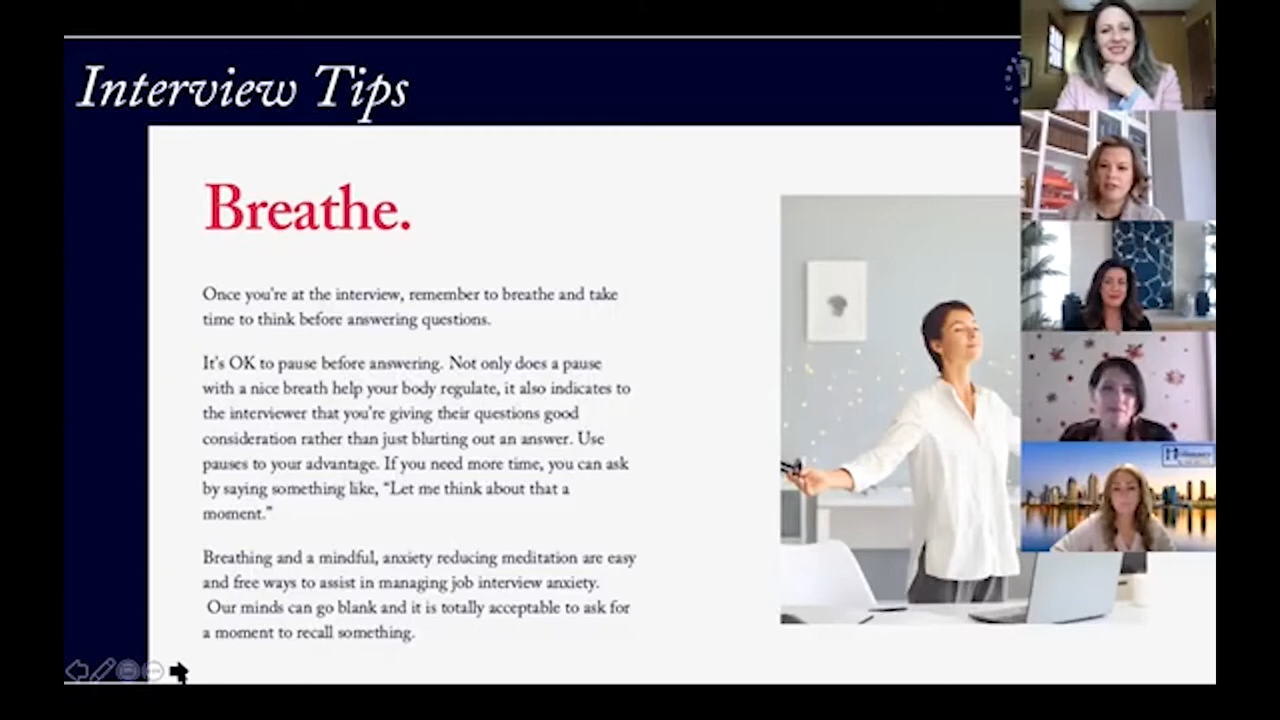 Interview Tips
Breathe.
Once you're at the interview, remember to breathe and take
time to think before answering questions.
It's OK to pause before answering. Not only does a pause
with a nice breath help your body regulate, it also indicates to
the interviewer that you're giving their questions good
consideration rather than just blurting out an answer. Use
pauses to your advantage. If you need more time, you can ask
by saying something like, “Let me think about that a
moment.”
Breathing and a mindful, anxiety reducing meditation are easy
and free ways to assist in managing job interview anxiety.
Our minds can go blank and it is totally acceptable to ask for
a moment to recall something.